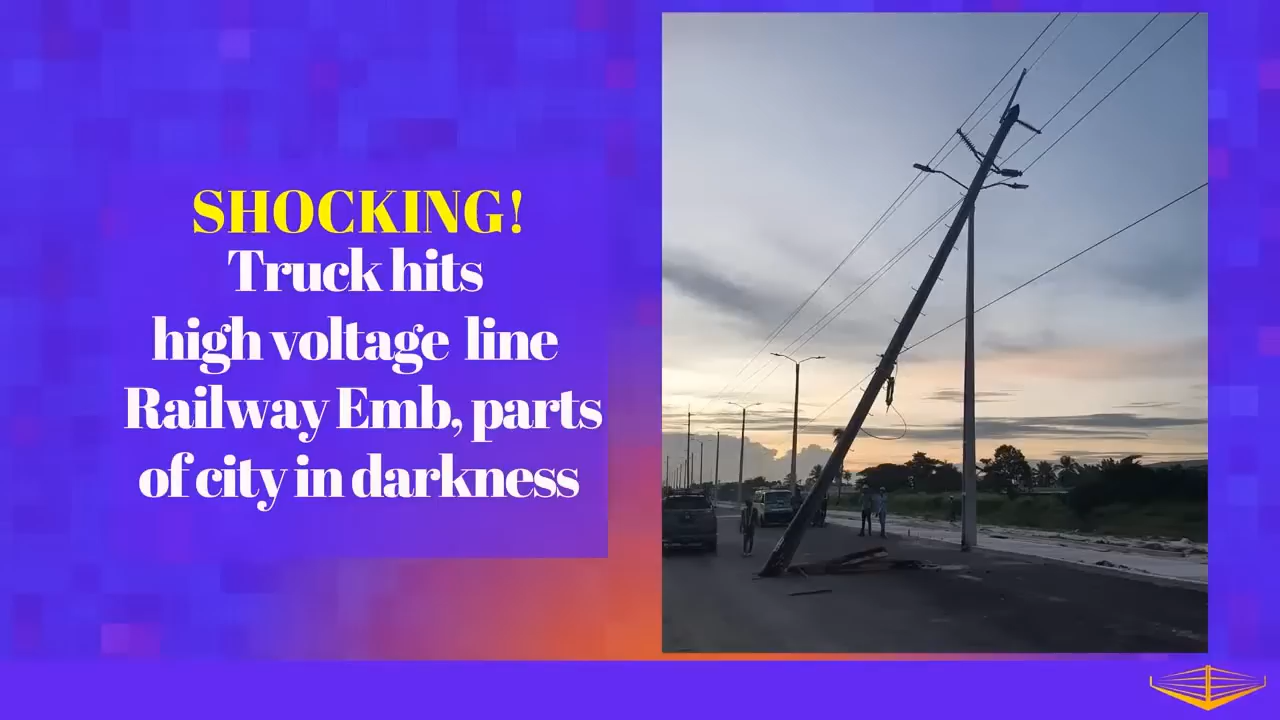 SHOCKING!
Truck hits
high voltage line
Railway Emb, parts
of city in darkness